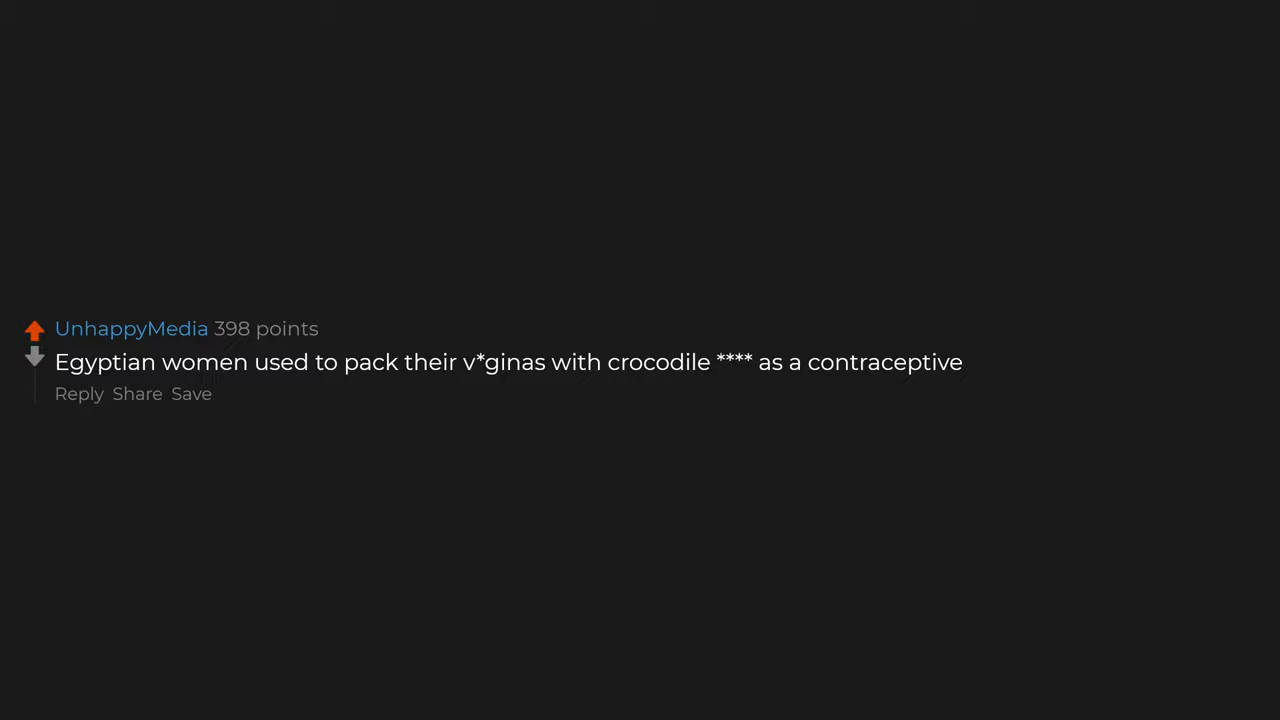 UnhappyMedia 398 points
Egyptian women used to pack their v*ginas with crocodile **** as a contraceptive
Reply Share Save